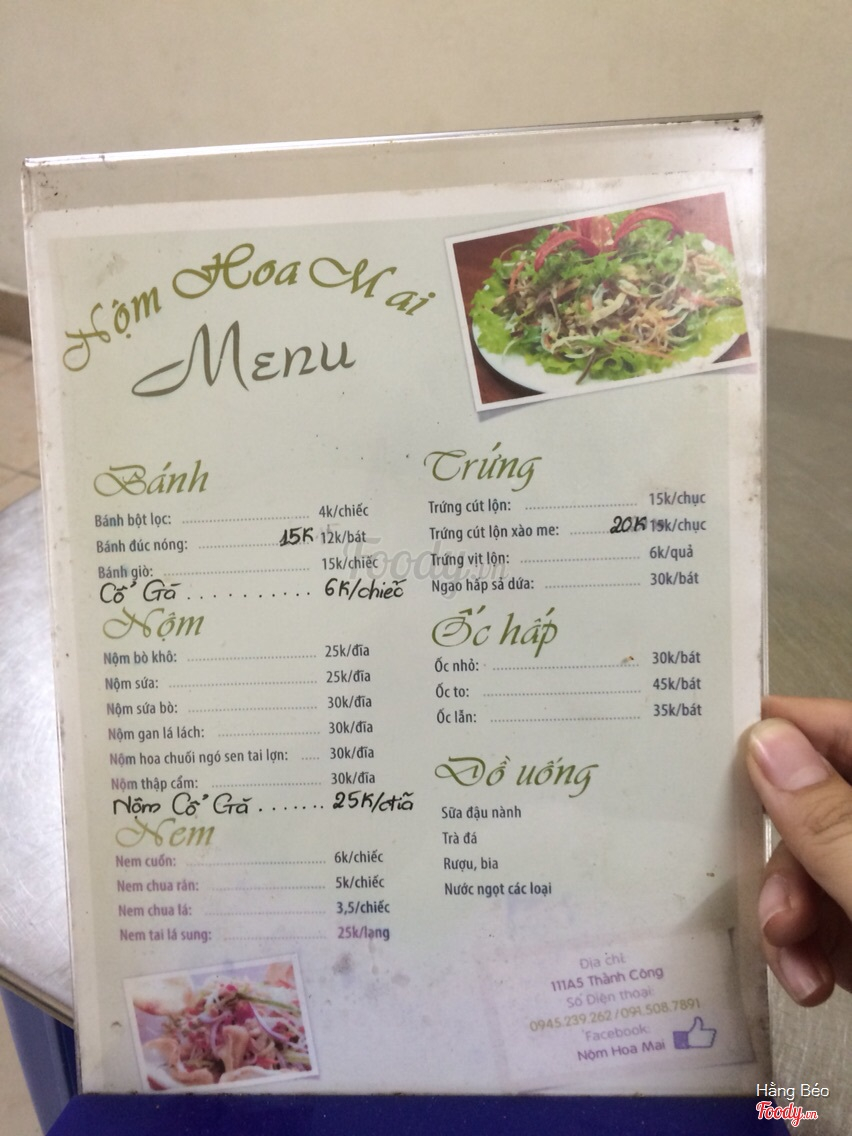 Nộm Hoa Mai
Menu
Bánh
Bánh bột lọc: 4k/chiếc
Bánh đúc nóng: 15K 12k/bát
Bánh giò: 15k/chiếc
Cổ Gà .......... 6K/chiếc
Nộm
Nộm bò khô: 25k/đĩa
Nộm sứa: 25k/đĩa
Nộm sứa bò: 30k/đĩa
Nộm gan lá lách: 30k/đĩa
Nộm hoa chuối ngó sen tai lợn: 30k/đĩa
Nộm thập cẩm: 30k/đĩa
Nộm Cổ Gà ....... 25K/đĩa
Nem
Nem cuốn: 6k/chiếc
Nem chua rán: 5k/chiếc
Nem chua lá: 3,5/chiếc
Nem tai lá sung: 25k/lạng
Trứng
Trứng cút lộn: 15k/chục
Trứng cút lộn xào me: 20K 15k/chục
Trứng vịt lộn: 6k/quả
Ngao hấp sả dứa: 30k/bát
Ốc hấp
Ốc nhỏ: 30k/bát
Ốc to: 45k/bát
Ốc lẫn: 35k/bát
Đồ uống
Sữa đậu nành
Trà đá
Rượu, bia
Nước ngọt các loại
Địa chỉ:
111A5 Thành Công
Số Điện thoại:
0945.239.262 / 091.508.7891
Facebook:
Nộm Hoa Mai
Foody.vn
Hằng Béo
Foody.vn